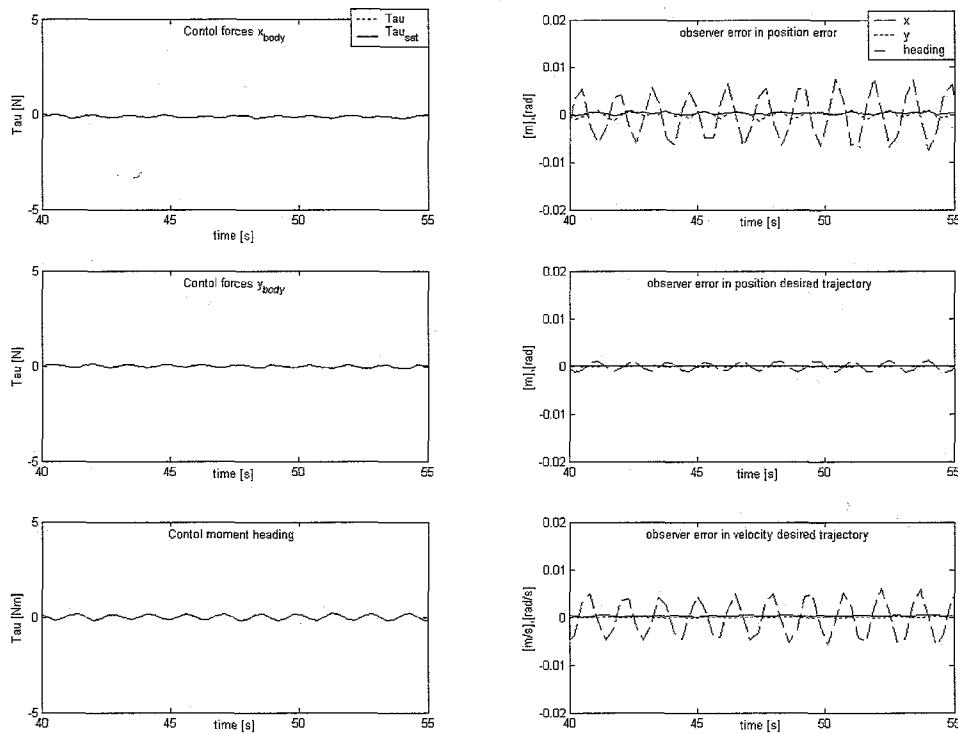 Contol forces x_body
Tau
Tau_sat
5
0
-5
Tau [N]
40
45
50
55
time [s]
observer error in position error
x
y
heading
0.02
0.01
0
-0.01
-0.02
[m],[rad]
40
45
50
55
time [s]
Contol forces y_body
5
0
-5
Tau [N]
40
45
50
55
time [s]
observer error in position desired trajectory
0.02
0.01
0
-0.01
-0.02
[m],[rad]
40
45
50
55
time [s]
Contol moment heading
5
0
-5
Tau [Nm]
40
45
50
55
time [s]
observer error in velocity desired trajectory
0.02
0.01
0
-0.01
-0.02
[m/s],[rad/s]
40
45
50
55
time [s]